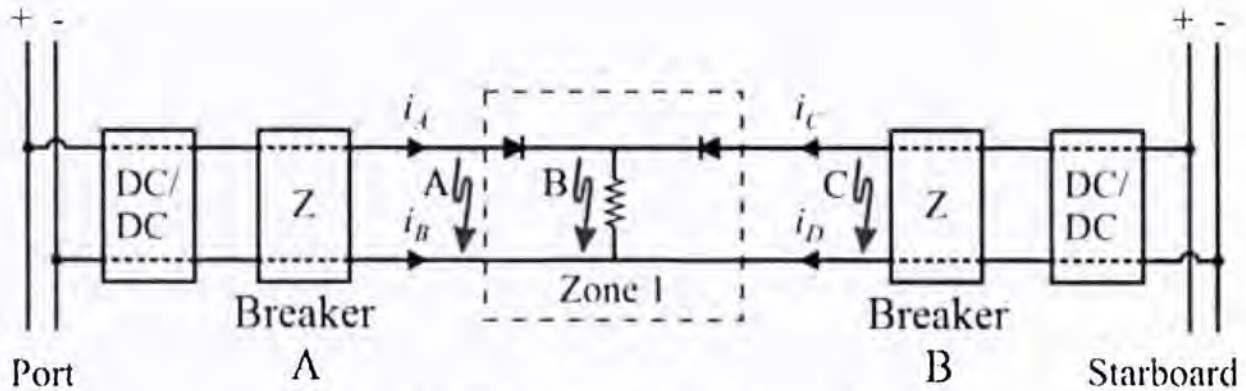 + -
+ -
i_A
i_C
DC/
DC
Z
A
B
C
Z
DC/
DC
i_B
i_D
Zone 1
Breaker
A
Breaker
B
Port
Starboard